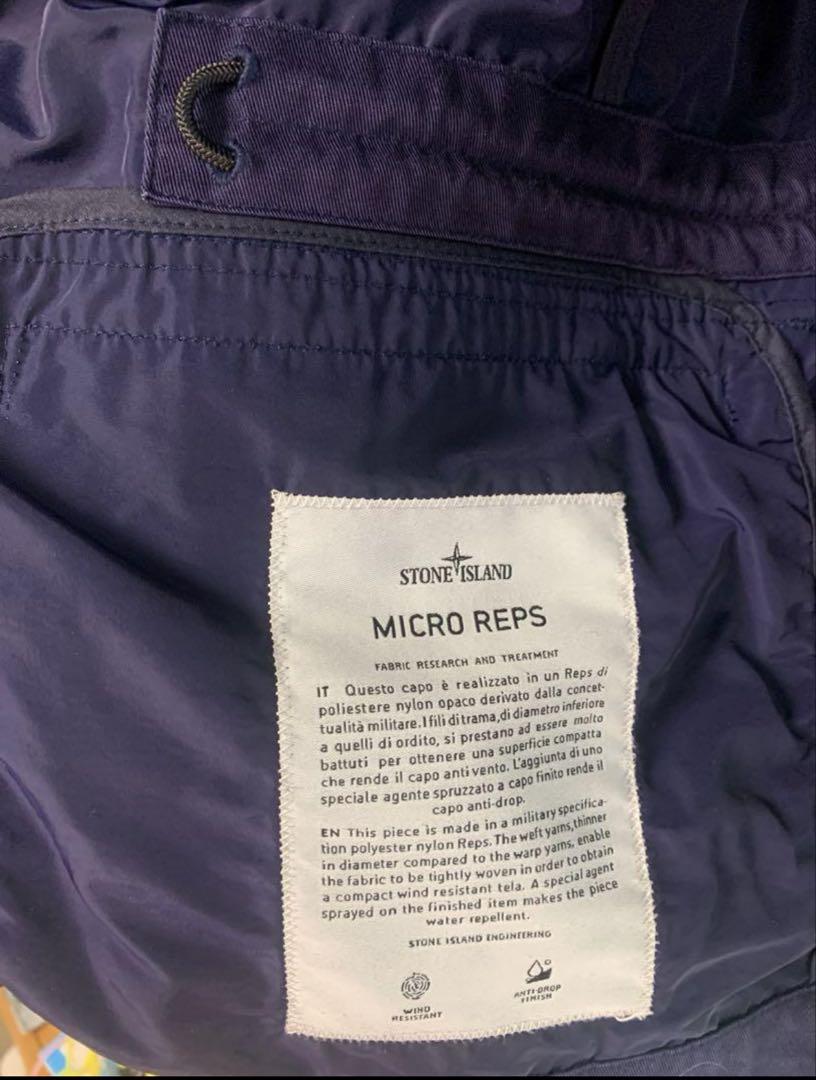 STONE ISLAND
MICRO REPS
FABRIC RESEARCH AND TREATMENT
IT Questo capo è realizzato in un Reps di
poliestere nylon opaco derivato dalla concet-
tualità militare. I fili di trama, di diametro inferiore
a quelli di ordito, si prestano ad essere molto
battuti per ottenere una superficie compatta
che rende il capo anti vento. L'aggiunta di uno
speciale agente spruzzato a capo finito rende il
capo anti-drop.
EN This piece is made in a military specifica-
tion polyester nylon Reps. The weft yarns, thinner
in diameter compared to the warp yarns, enable
the fabric to be tightly woven in order to obtain
a compact wind resistant tela. A special agent
sprayed on the finished item makes the piece
water repellent.
STONE ISLAND ENGINEERING
WIND
RESISTANT
ANTI-DROP
FINISH